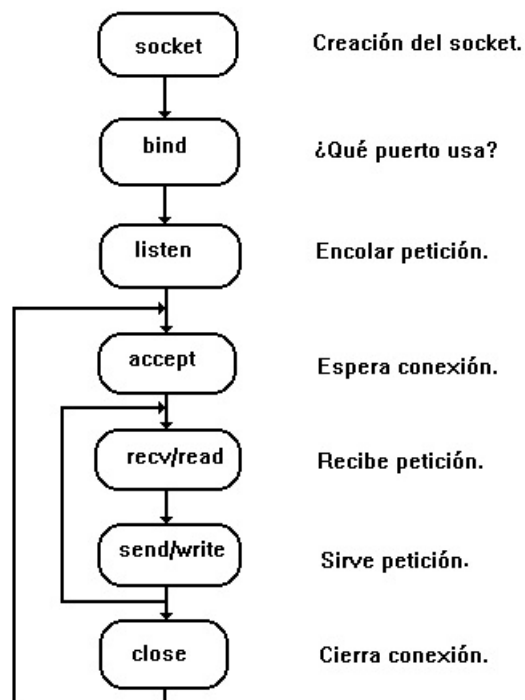 socket
Creación del socket.
bind
¿Qué puerto usa?
listen
Encolar petición.
accept
Espera conexión.
recv/read
Recibe petición.
send/write
Sirve petición.
close
Cierra conexión.